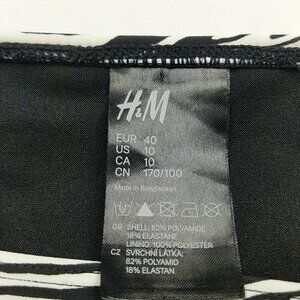 H&M
EUR 40
US 10
CA 10
CN 170/100
Made in Bangladesh
GB SHELL: 82% POLYAMID
18% ELASTANE
LINING: 100% POLYESTER
CZ SVRCHNÍ LÁTKA:
82% POLYAMID
18% ELASTAN